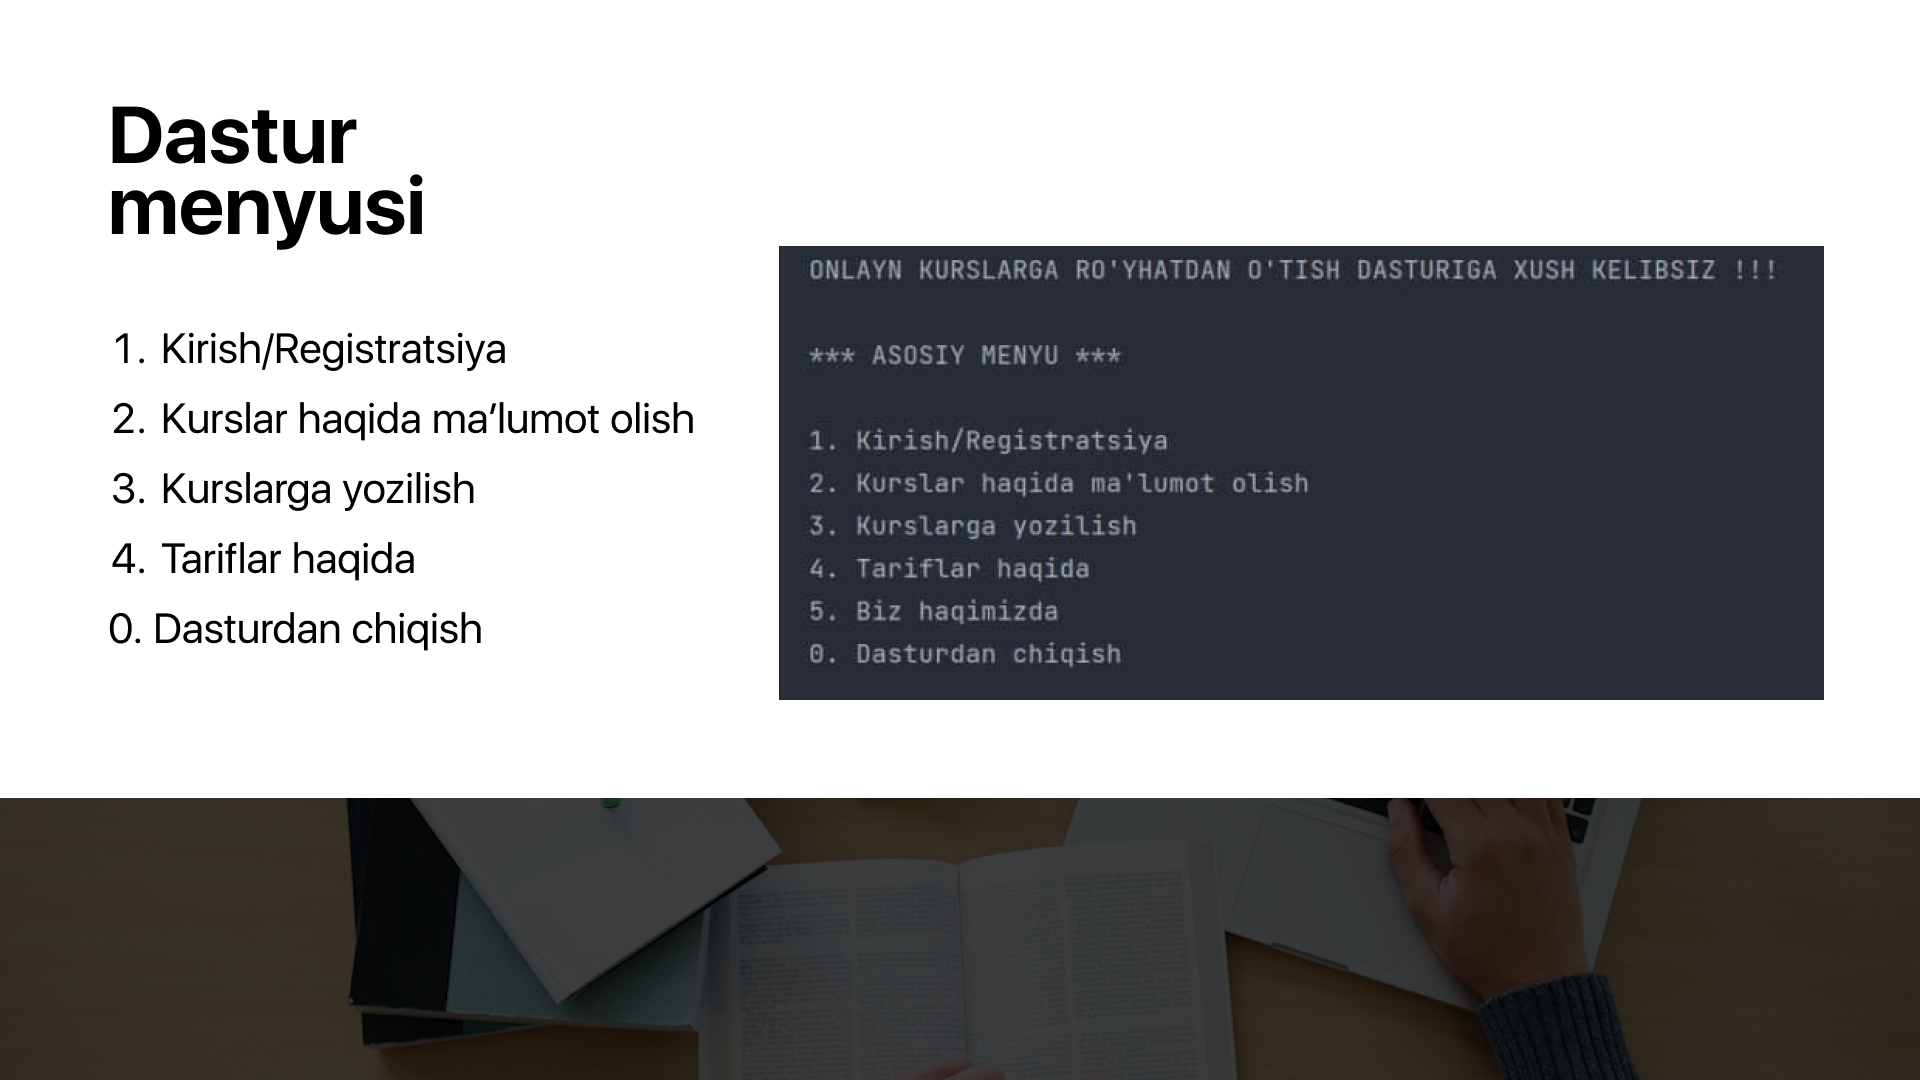 Dastur
menyusi
1. Kirish/Registratsiya
2. Kurslar haqida ma’lumot olish
3. Kurslarga yozilish
4. Tariflar haqida
0. Dasturdan chiqish
ONLAYN KURSLARGA RO'YHATDAN O'TISH DASTURIGA XUSH KELIBSIZ !!!
*** ASOSIY MENYU ***
1. Kirish/Registratsiya
2. Kurslar haqida ma'lumot olish
3. Kurslarga yozilish
4. Tariflar haqida
5. Biz haqimizda
0. Dasturdan chiqish